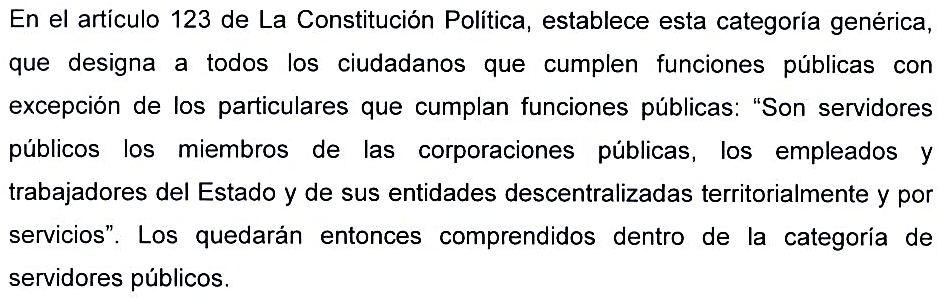 En el artículo 123 de La Constitución Política, establece esta categoría genérica,
que designa a todos los ciudadanos que cumplen funciones públicas con
excepción de los particulares que cumplan funciones públicas: “Son servidores
públicos los miembros de las corporaciones públicas, los empleados y
trabajadores del Estado y de sus entidades descentralizadas territorialmente y por
servicios”. Los quedarán entonces comprendidos dentro de la categoría de
servidores públicos.